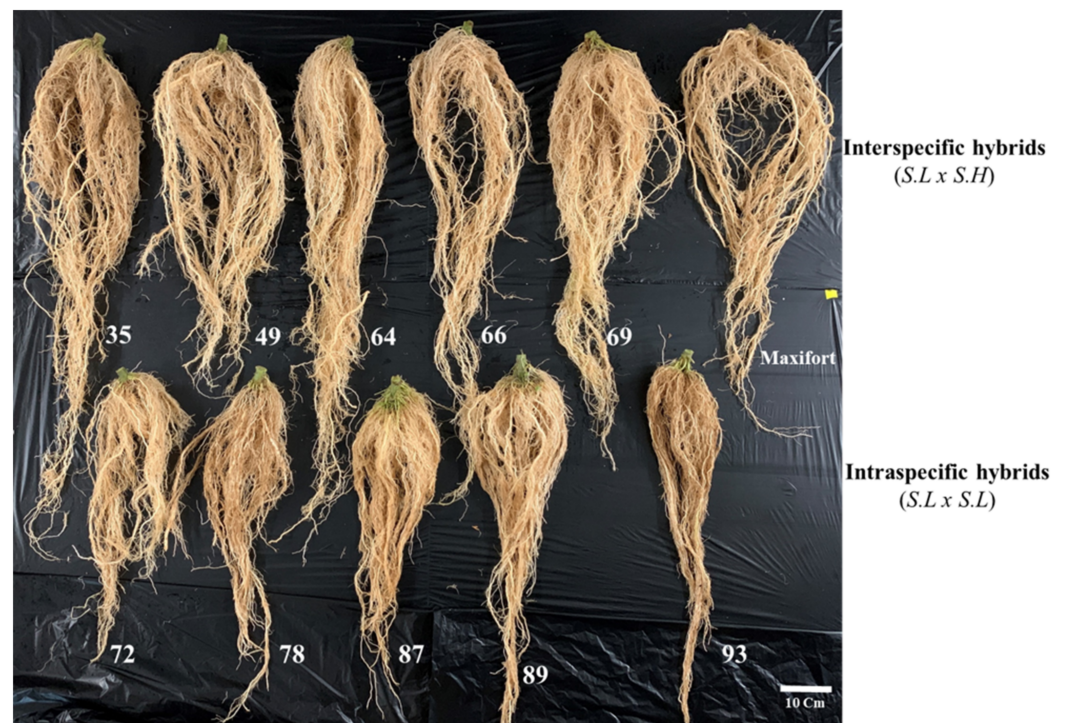 Interspecific hybrids
(S.L x S.H)
35
49
64
66
69
Maxifort
Intraspecific hybrids
(S.L x S.L)
72
78
87
89
93
10 Cm